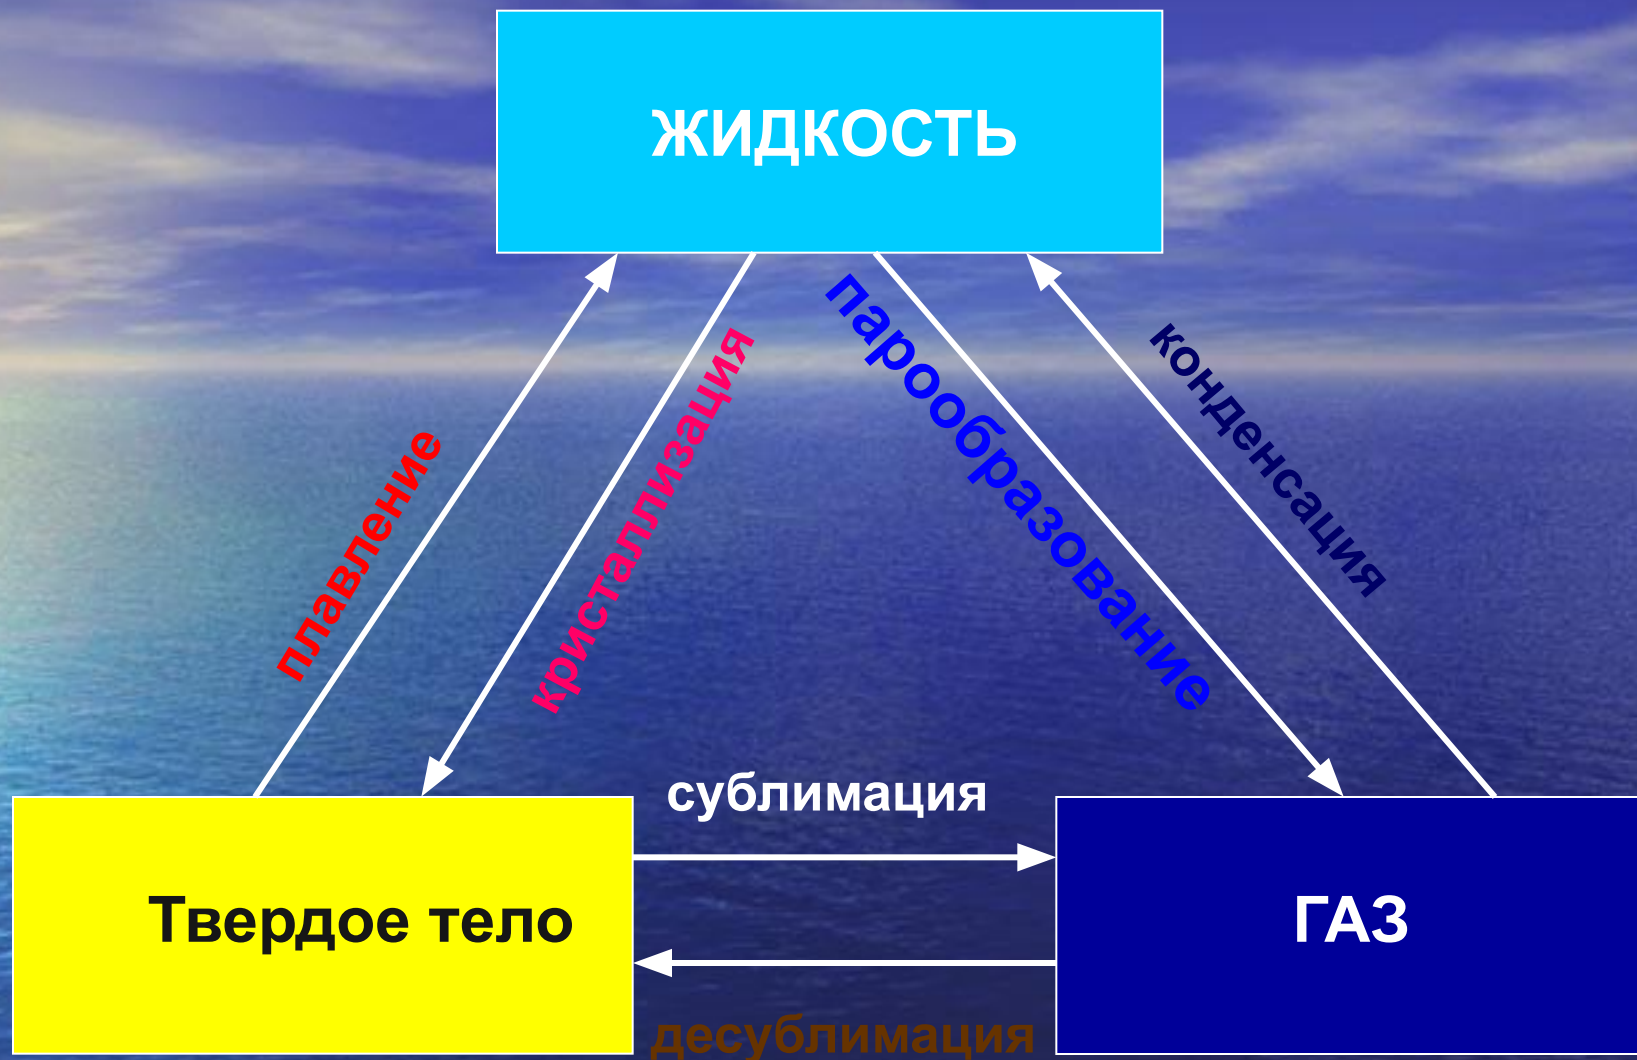 ЖИДКОСТЬ
плавление
кристаллизация
парообразование
конденсация
сублимация
Твердое тело
ГАЗ
десублимация